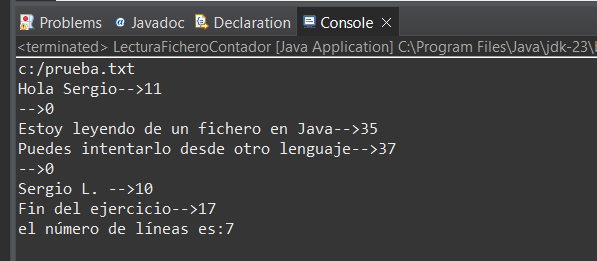 Problems @ Javadoc Declaration Console ×
<terminated> LecturaFicheroContador [Java Application] C:\Program Files\Java\jdk-23\
c:/prueba.txt
Hola Sergio-->11
-->0
Estoy leyendo de un fichero en Java-->35
Puedes intentarlo desde otro lenguaje-->37
-->0
Sergio L. -->10
Fin del ejercicio-->17
el número de líneas es:7